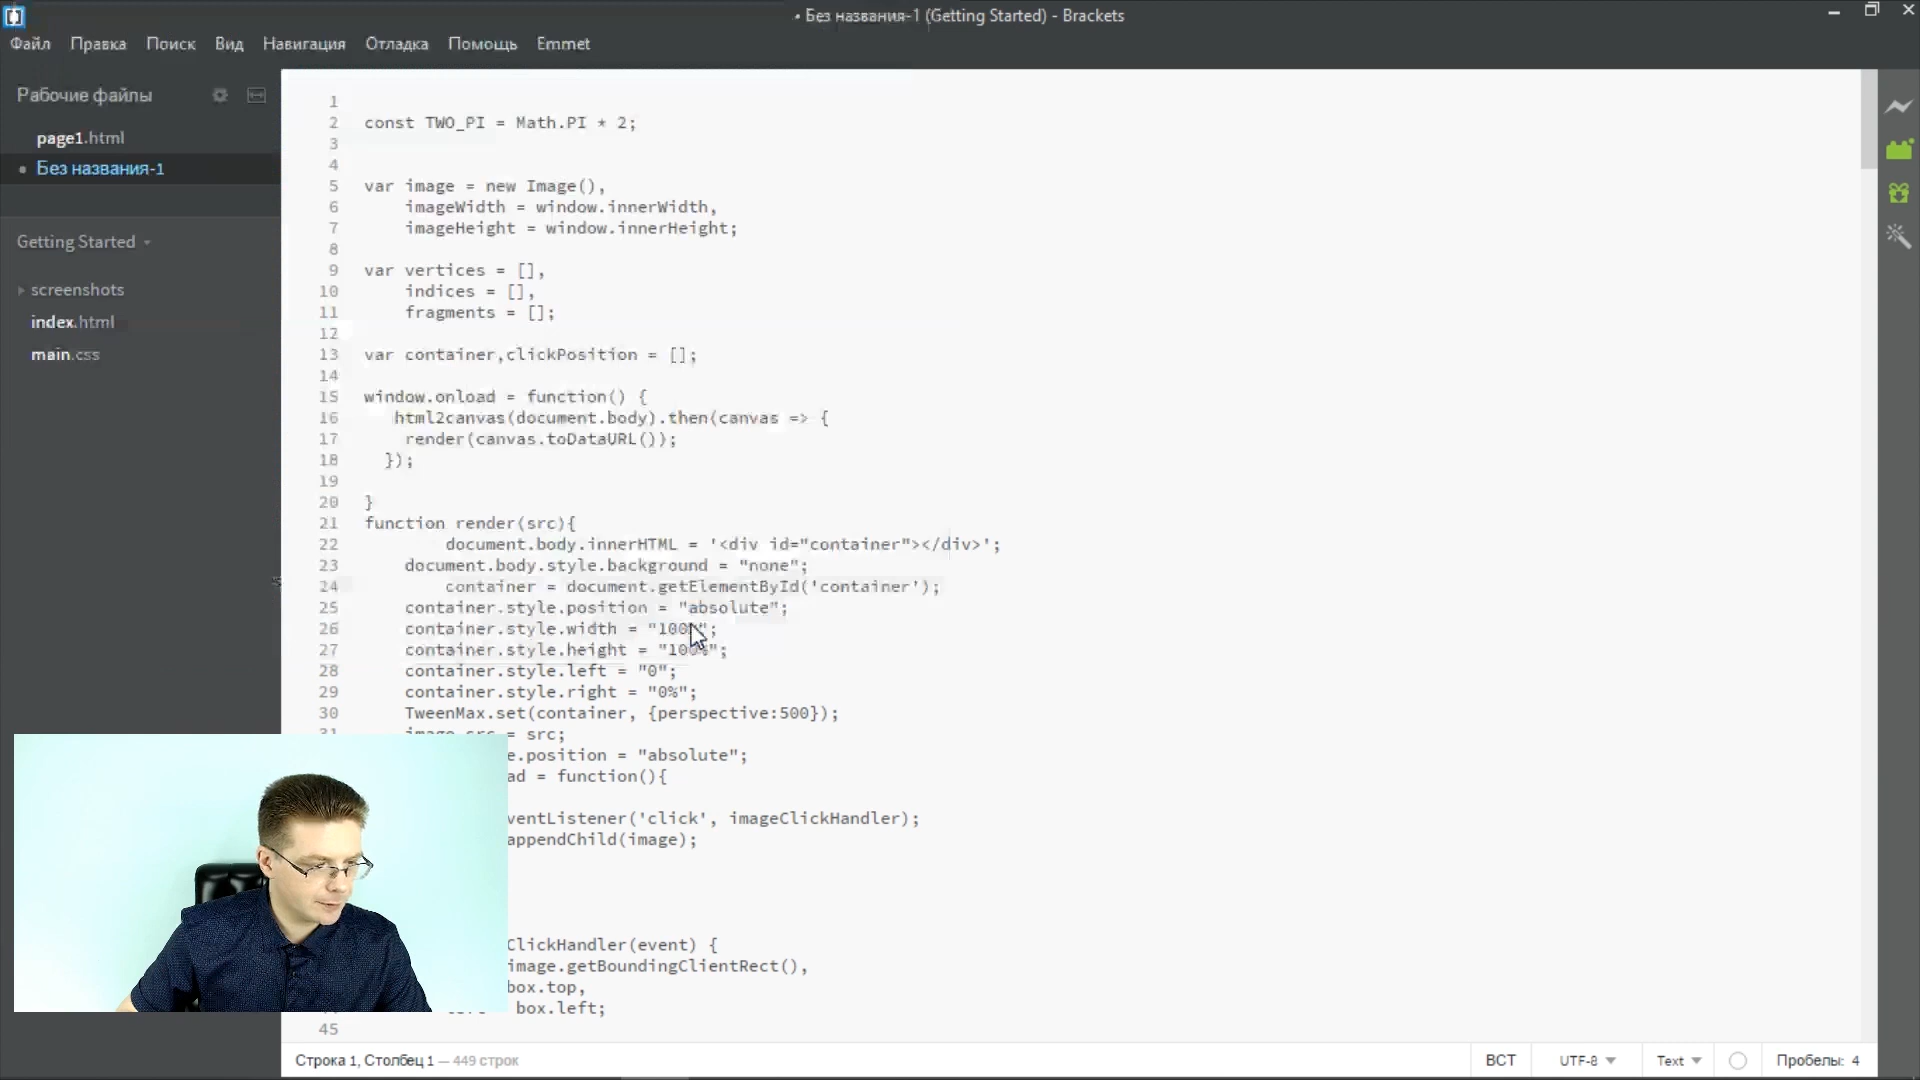 • Без названия-1 (Getting Started) - Brackets
Файл Правка Поиск Вид Навигация Отладка Помощь Emmet
Рабочие файлы
page1.html
• Без названия-1
Getting Started
screenshots
index.html
main.css
1
2 const TWO_PI = Math.PI * 2;
3
4
5 var image = new Image(),
6 imageWidth = window.innerWidth,
7 imageHeight = window.innerHeight;
8
9 var vertices = [],
10 indices = [],
11 fragments = [];
12
13 var container,clickPosition = [];
14
15 window.onload = function() {
16 html2canvas(document.body).then(canvas => {
17 render(canvas.toDataURL());
18 });
19
20 }
21 function render(src){
22 document.body.innerHTML = '<div id="container"></div>';
23 document.body.style.background = "none";
24 container = document.getElementById('container');
25 container.style.position = "absolute";
26 container.style.width = "100%";
27 container.style.height = "100%";
28 container.style.left = "0";
29 container.style.right = "0%";
30 TweenMax.set(container, {perspective:500});
31 image.src = src;
e.position = "absolute";
ad = function(){
ventListener('click', imageClickHandler);
appendChild(image);
ClickHandler(event) {
image.getBoundingClientRect(),
box.top,
box.left;
45
Строка 1, Столбец 1 — 449 строк
ВСТ UTF-8 Text Пробелы: 4